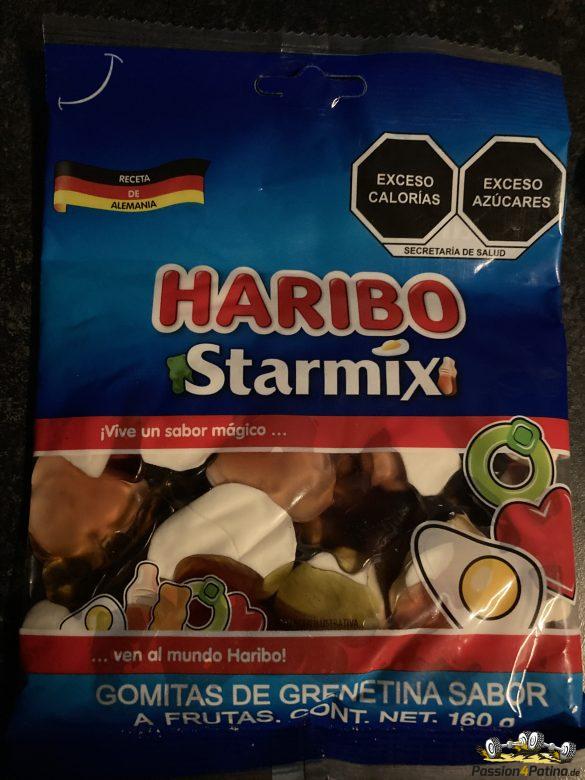 RECETA
DE
ALEMANIA
EXCESO
CALORÍAS
EXCESO
AZÚCARES
SECRETARÍA DE SALUD
HARIBO
Starmix
¡Vive un sabor mágico ...
... ven al mundo Haribo!
GOMITAS DE GRENETINA SABOR
A FRUTAS. CONT. NET. 160 g
Passion4Patina.de